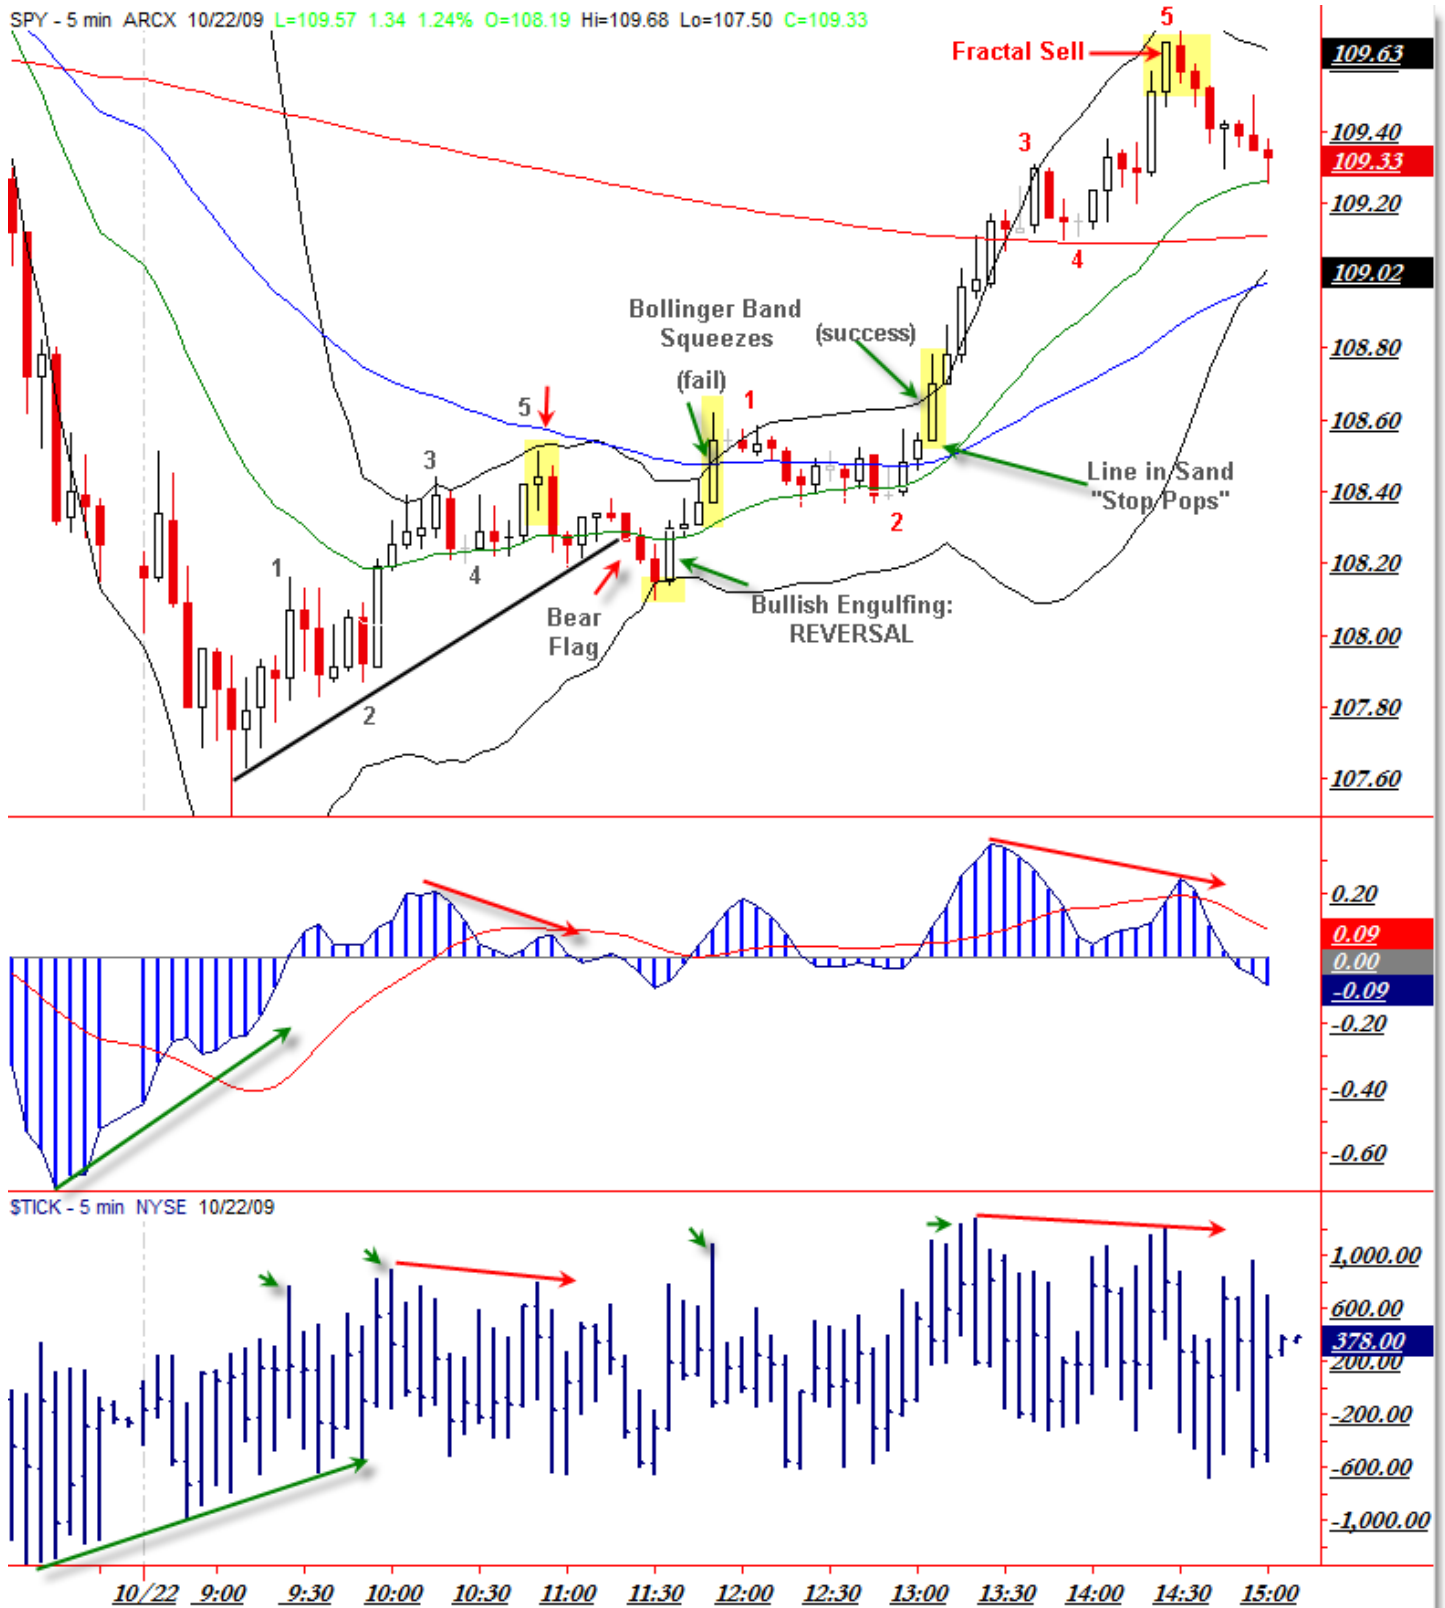 SPY - 5 min ARCX 10/22/09 L=109.57 1.34 1.24% O=108.19 Hi=109.68 Lo=107.50 C=109.33
5
Fractal Sell
109.63
3
109.40
109.33
109.20
4
109.02
Bollinger Band
Squeezes
(success)
(fail)
108.80
1
5
108.60
3
Line in Sand
"Stop Pops"
108.40
2
1
4
108.20
Bullish Engulfing:
REVERSAL
Bear
Flag
108.00
2
107.80
107.60
0.20
0.09
0.00
-0.09
-0.20
-0.40
-0.60
$TICK - 5 min NYSE 10/22/09
1,000.00
600.00
378.00
200.00
-200.00
-600.00
-1,000.00
10/22 9:00 9:30 10:00 10:30 11:00 11:30 12:00 12:30 13:00 13:30 14:00 14:30 15:00